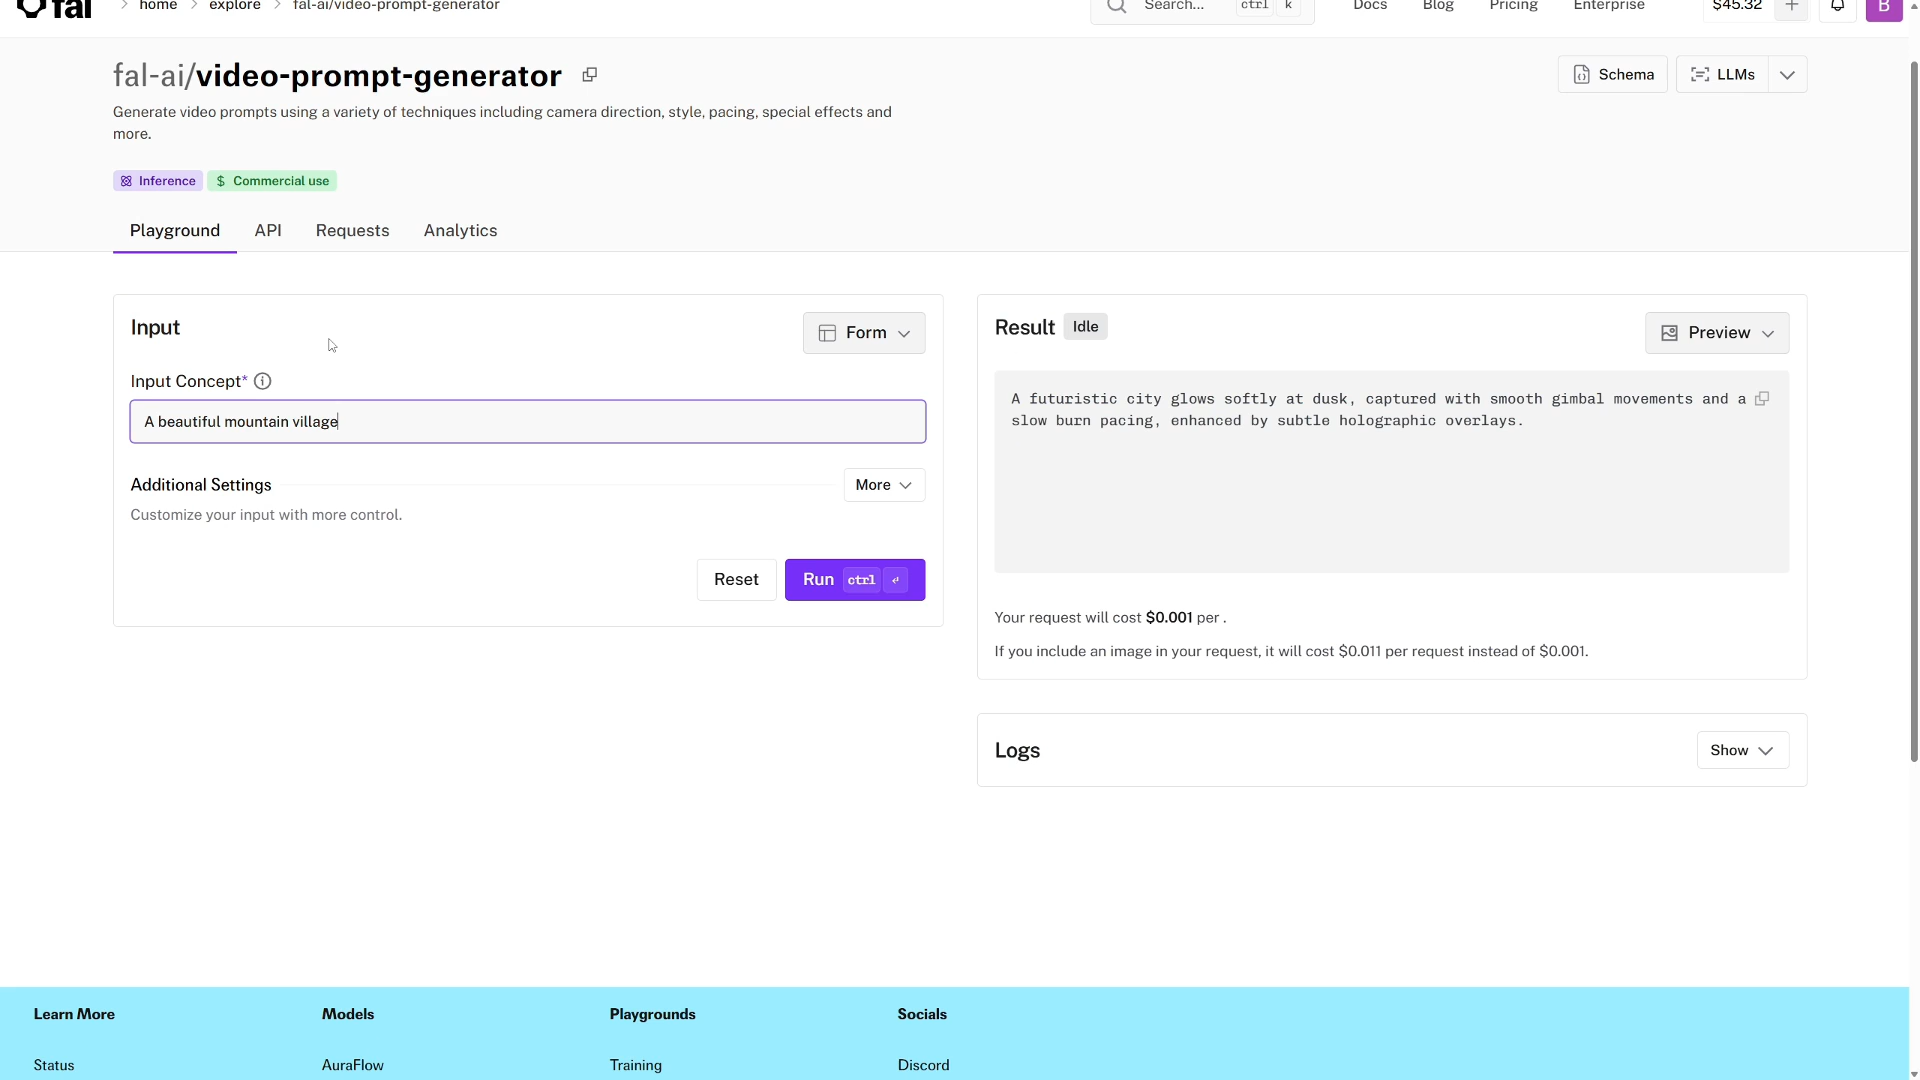 fal home explore fal-ai/video-prompt-generator Search... ctrl k Docs Blog Pricing Enterprise $45.32 + B
fal-ai/video-prompt-generator
Schema LLMs
Generate video prompts using a variety of techniques including camera direction, style, pacing, special effects and
more.
Inference $ Commercial use
Playground API Requests Analytics
Input
Form
Input Concept*
A beautiful mountain village
Additional Settings
More
Customize your input with more control.
Reset
Run ctrl ↵
Result Idle
Preview
A futuristic city glows softly at dusk, captured with smooth gimbal movements and a
slow burn pacing, enhanced by subtle holographic overlays.
Your request will cost $0.001 per .
If you include an image in your request, it will cost $0.011 per request instead of $0.001.
Logs
Show
Learn More Models Playgrounds Socials
Status AuraFlow Training Discord